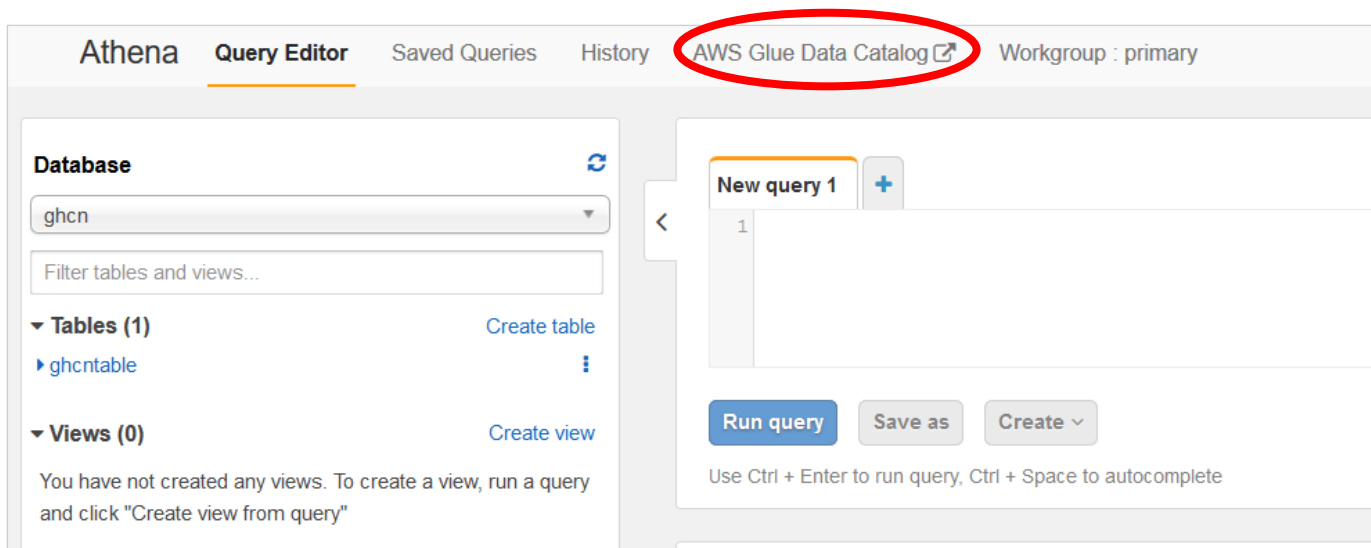 Athena Query Editor Saved Queries History AWS Glue Data Catalog Workgroup : primary
Database
ghcn
Filter tables and views...
Tables (1) Create table
ghcntable
Views (0) Create view
You have not created any views. To create a view, run a query
and click "Create view from query"
New query 1
1
Run query Save as Create
Use Ctrl + Enter to run query, Ctrl + Space to autocomplete